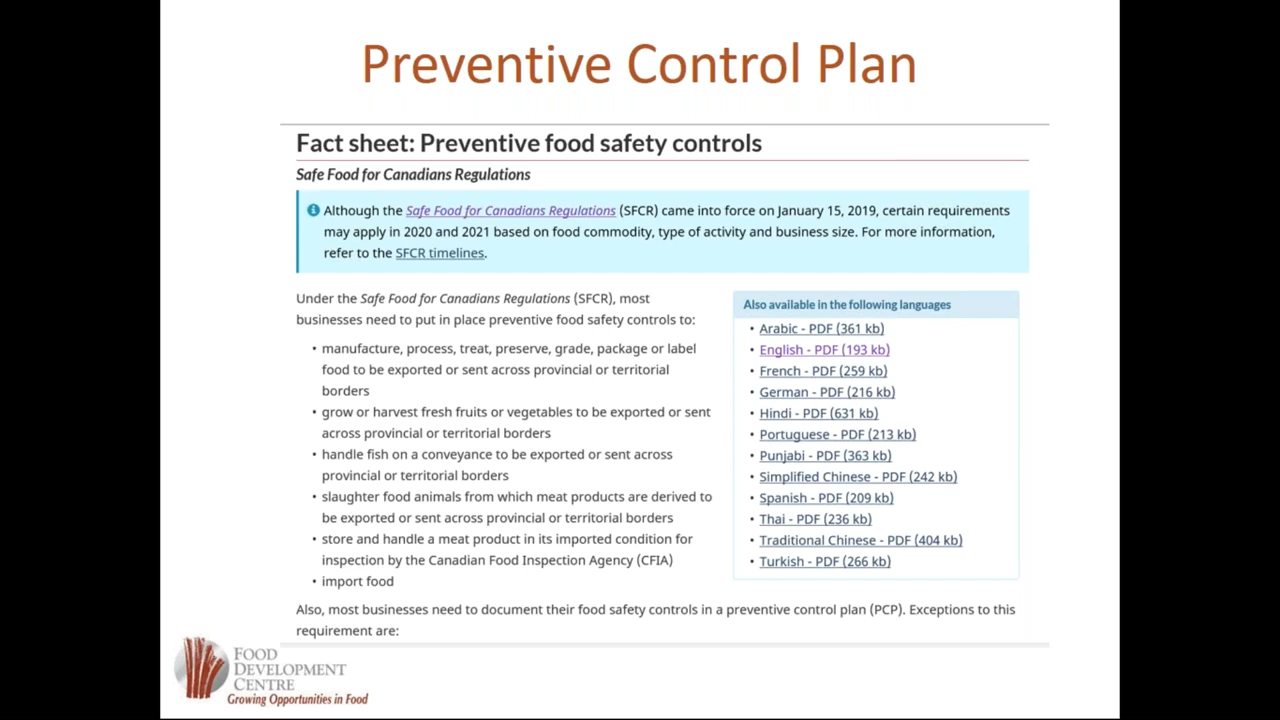 Preventive Control Plan
Fact sheet: Preventive food safety controls
Safe Food for Canadians Regulations
Although the Safe Food for Canadians Regulations (SFCR) came into force on January 15, 2019, certain requirements
may apply in 2020 and 2021 based on food commodity, type of activity and business size. For more information,
refer to the SFCR timelines.
Under the Safe Food for Canadians Regulations (SFCR), most
businesses need to put in place preventive food safety controls to:
• manufacture, process, treat, preserve, grade, package or label
food to be exported or sent across provincial or territorial
borders
• grow or harvest fresh fruits or vegetables to be exported or sent
across provincial or territorial borders
• handle fish on a conveyance to be exported or sent across
provincial or territorial borders
• slaughter food animals from which meat products are derived to
be exported or sent across provincial or territorial borders
• store and handle a meat product in its imported condition for
inspection by the Canadian Food Inspection Agency (CFIA)
• import food
Also available in the following languages
• Arabic - PDF (361 kb)
• English - PDF (193 kb)
• French - PDF (259 kb)
• German - PDF (216 kb)
• Hindi - PDF (631 kb)
• Portuguese - PDF (213 kb)
• Punjabi - PDF (363 kb)
• Simplified Chinese - PDF (242 kb)
• Spanish - PDF (209 kb)
• Thai - PDF (236 kb)
• Traditional Chinese - PDF (404 kb)
• Turkish - PDF (266 kb)
Also, most businesses need to document their food safety controls in a preventive control plan (PCP). Exceptions to this
requirement are:
FOOD
DEVELOPMENT
CENTRE
Growing Opportunities in Food